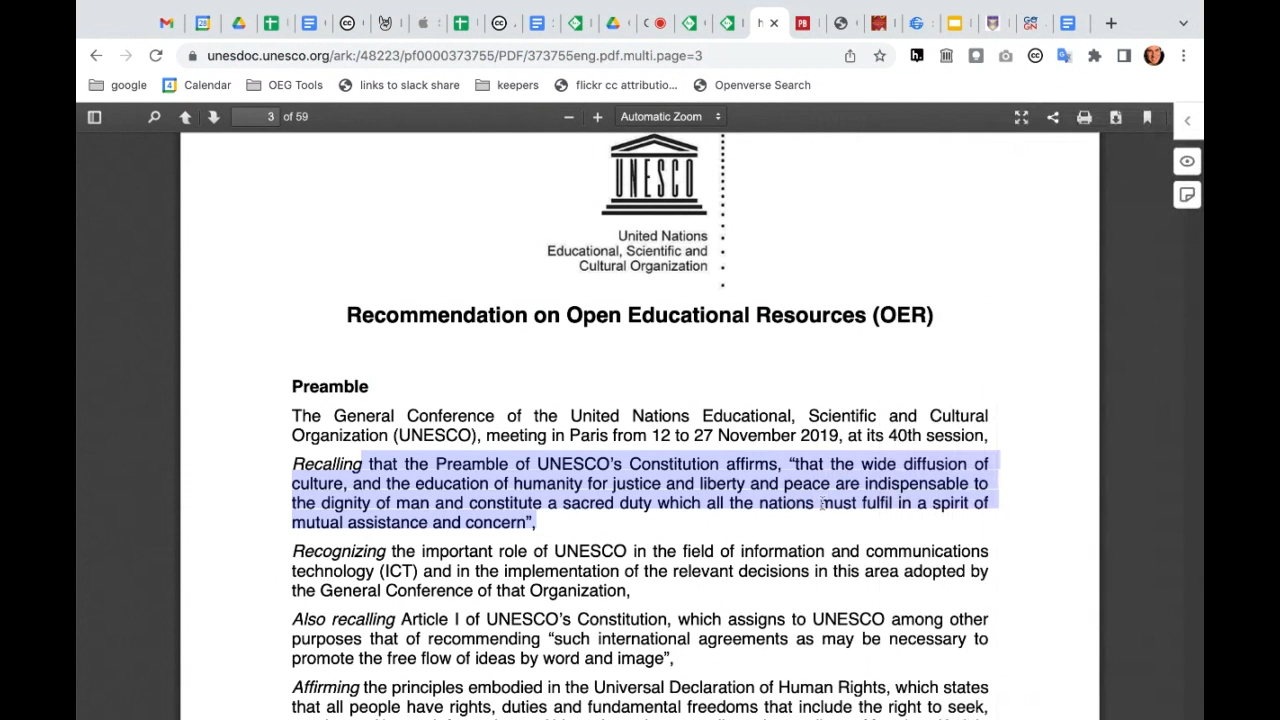 unesdoc.unesco.org/ark:/48223/pf0000373755/PDF/373755eng.pdf.multi.page=3
google Calendar OEG Tools links to slack share keepers flickr cc attributio... Openverse Search
3 of 59 Automatic Zoom
UNESCO
United Nations
Educational, Scientific and
Cultural Organization
Recommendation on Open Educational Resources (OER)
Preamble
The General Conference of the United Nations Educational, Scientific and Cultural
Organization (UNESCO), meeting in Paris from 12 to 27 November 2019, at its 40th session,
Recalling that the Preamble of UNESCO’s Constitution affirms, “that the wide diffusion of
culture, and the education of humanity for justice and liberty and peace are indispensable to
the dignity of man and constitute a sacred duty which all the nations must fulfil in a spirit of
mutual assistance and concern”,
Recognizing the important role of UNESCO in the field of information and communications
technology (ICT) and in the implementation of the relevant decisions in this area adopted by
the General Conference of that Organization,
Also recalling Article I of UNESCO’s Constitution, which assigns to UNESCO among other
purposes that of recommending “such international agreements as may be necessary to
promote the free flow of ideas by word and image”,
Affirming the principles embodied in the Universal Declaration of Human Rights, which states
that all people have rights, duties and fundamental freedoms that include the right to seek,